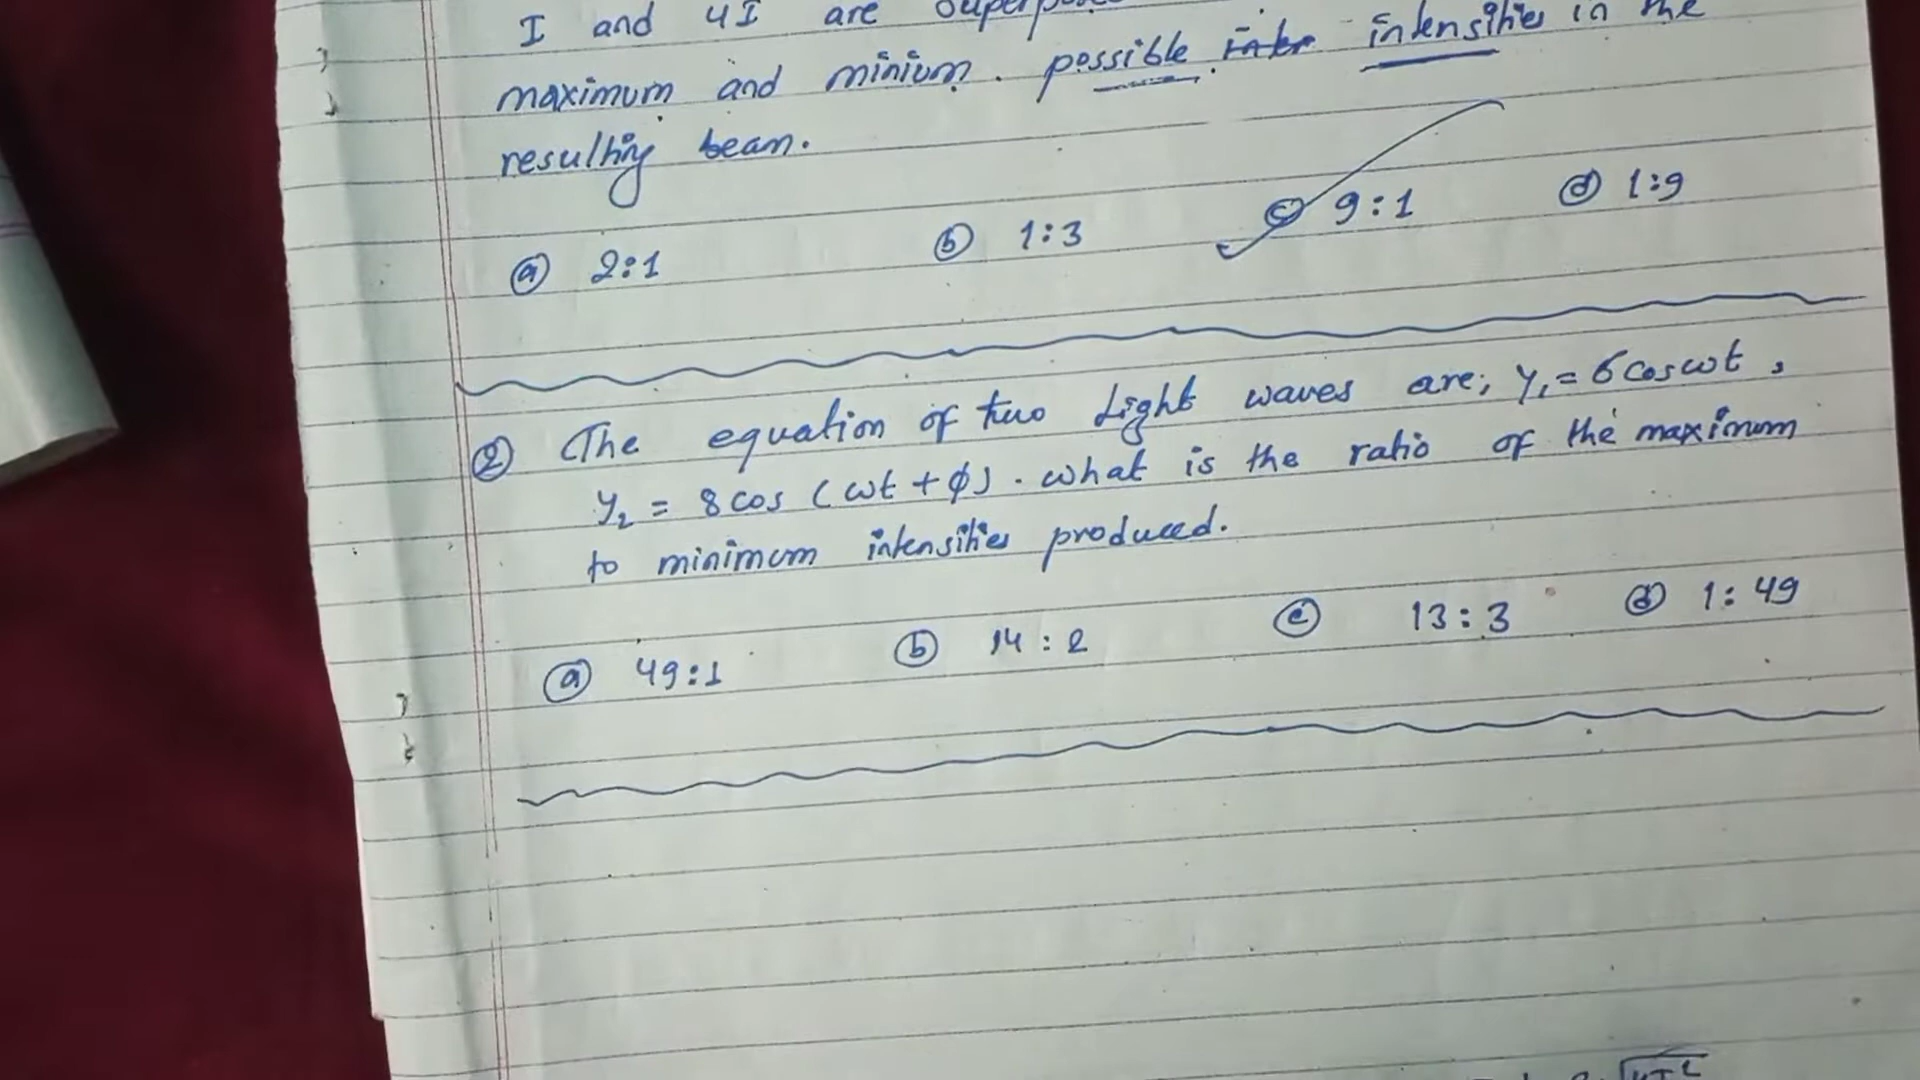 I and 4I are
maximum and minium. possible intensities in the
resulting beam.
ⓐ 2:1 ⓑ 1:3 ⓒ 9:1 ⓓ 1:9
② The equation of two Light waves are; y₁ = 6 cos ωt,
y₂ = 8 cos (ωt + ϕ). what is the ratio of the maximum
to minimum intensities produced.
ⓐ 49:1 ⓑ 14:2 ⓒ 13:3 ⓓ 1:49